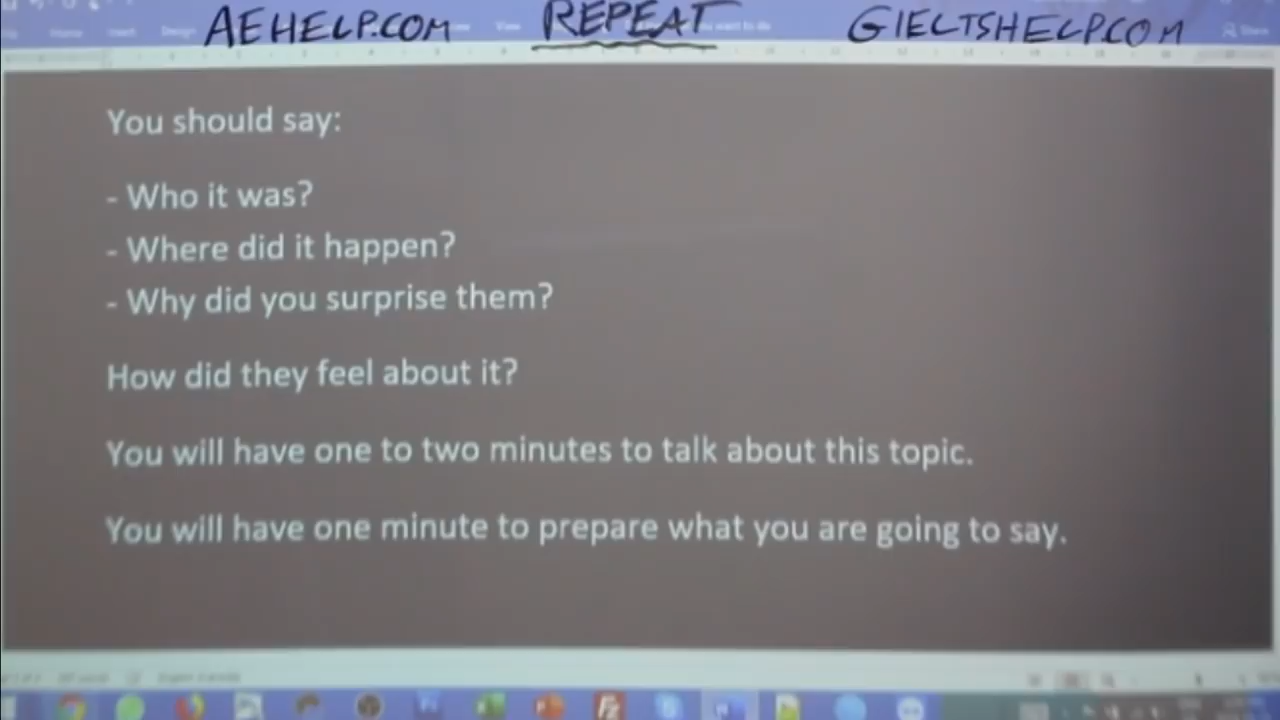 AEHELP.COM REPEAT GIELTSHELP.COM
You should say:
- Who it was?
- Where did it happen?
- Why did you surprise them?
How did they feel about it?
You will have one to two minutes to talk about this topic.
You will have one minute to prepare what you are going to say.